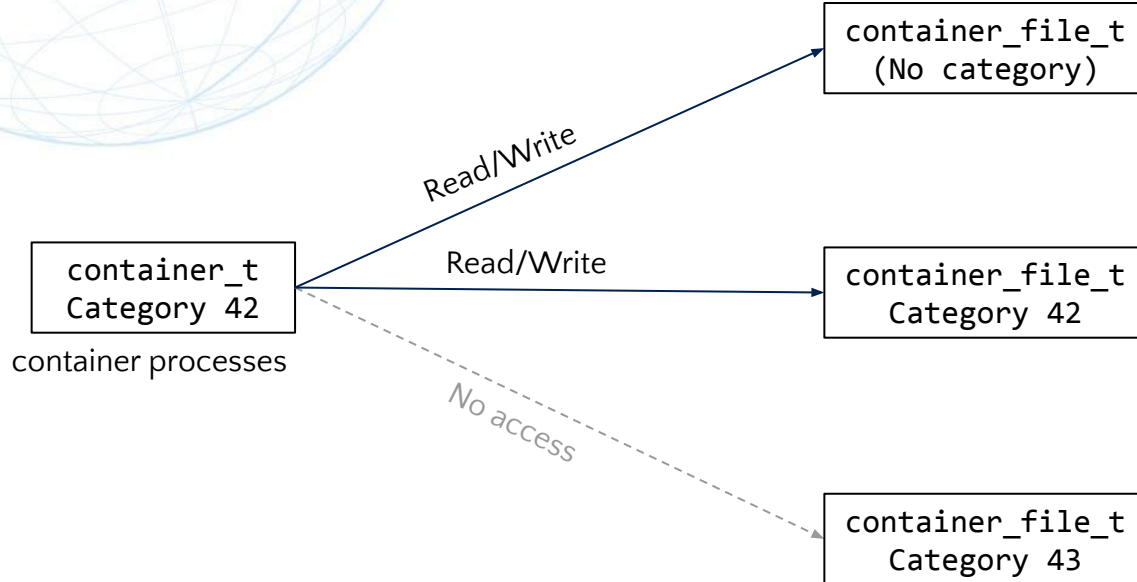 container_file_t
(No category)
Read/Write
Read/Write
container_t
Category 42
container processes
container_file_t
Category 42
No access
container_file_t
Category 43